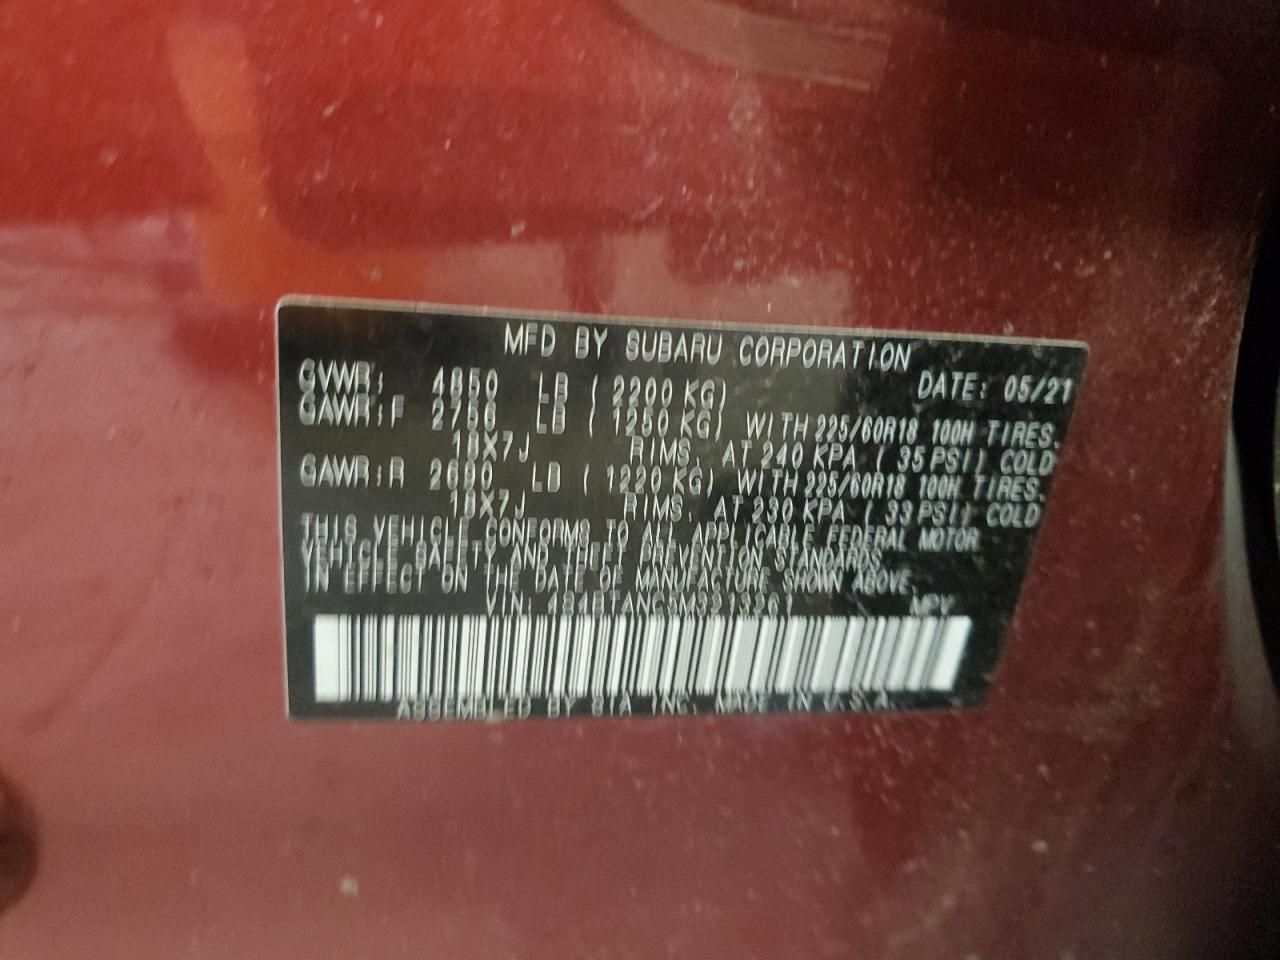 MFD BY SUBARU CORPORATION
GVWR: 4850 LB (2200 KG) DATE: 05/21
GAWR:F 2756 LB (1250 KG) WITH 225/60R18 100H TIRES.
18X7J RIMS, AT 240 KPA (35 PSI) COLD
GAWR:R 2690 LB (1220 KG) WITH 225/60R18 100H TIRES.
18X7J RIMS, AT 230 KPA (33 PSI) COLD
THIS VEHICLE CONFORMS TO ALL APPLICABLE FEDERAL MOTOR
VEHICLE SAFETY AND THEFT PREVENTION STANDARDS
IN EFFECT ON THE DATE OF MANUFACTURE SHOWN ABOVE.
VIN: MPV
ASSEMBLED BY SIA INC. MADE IN U.S.A.